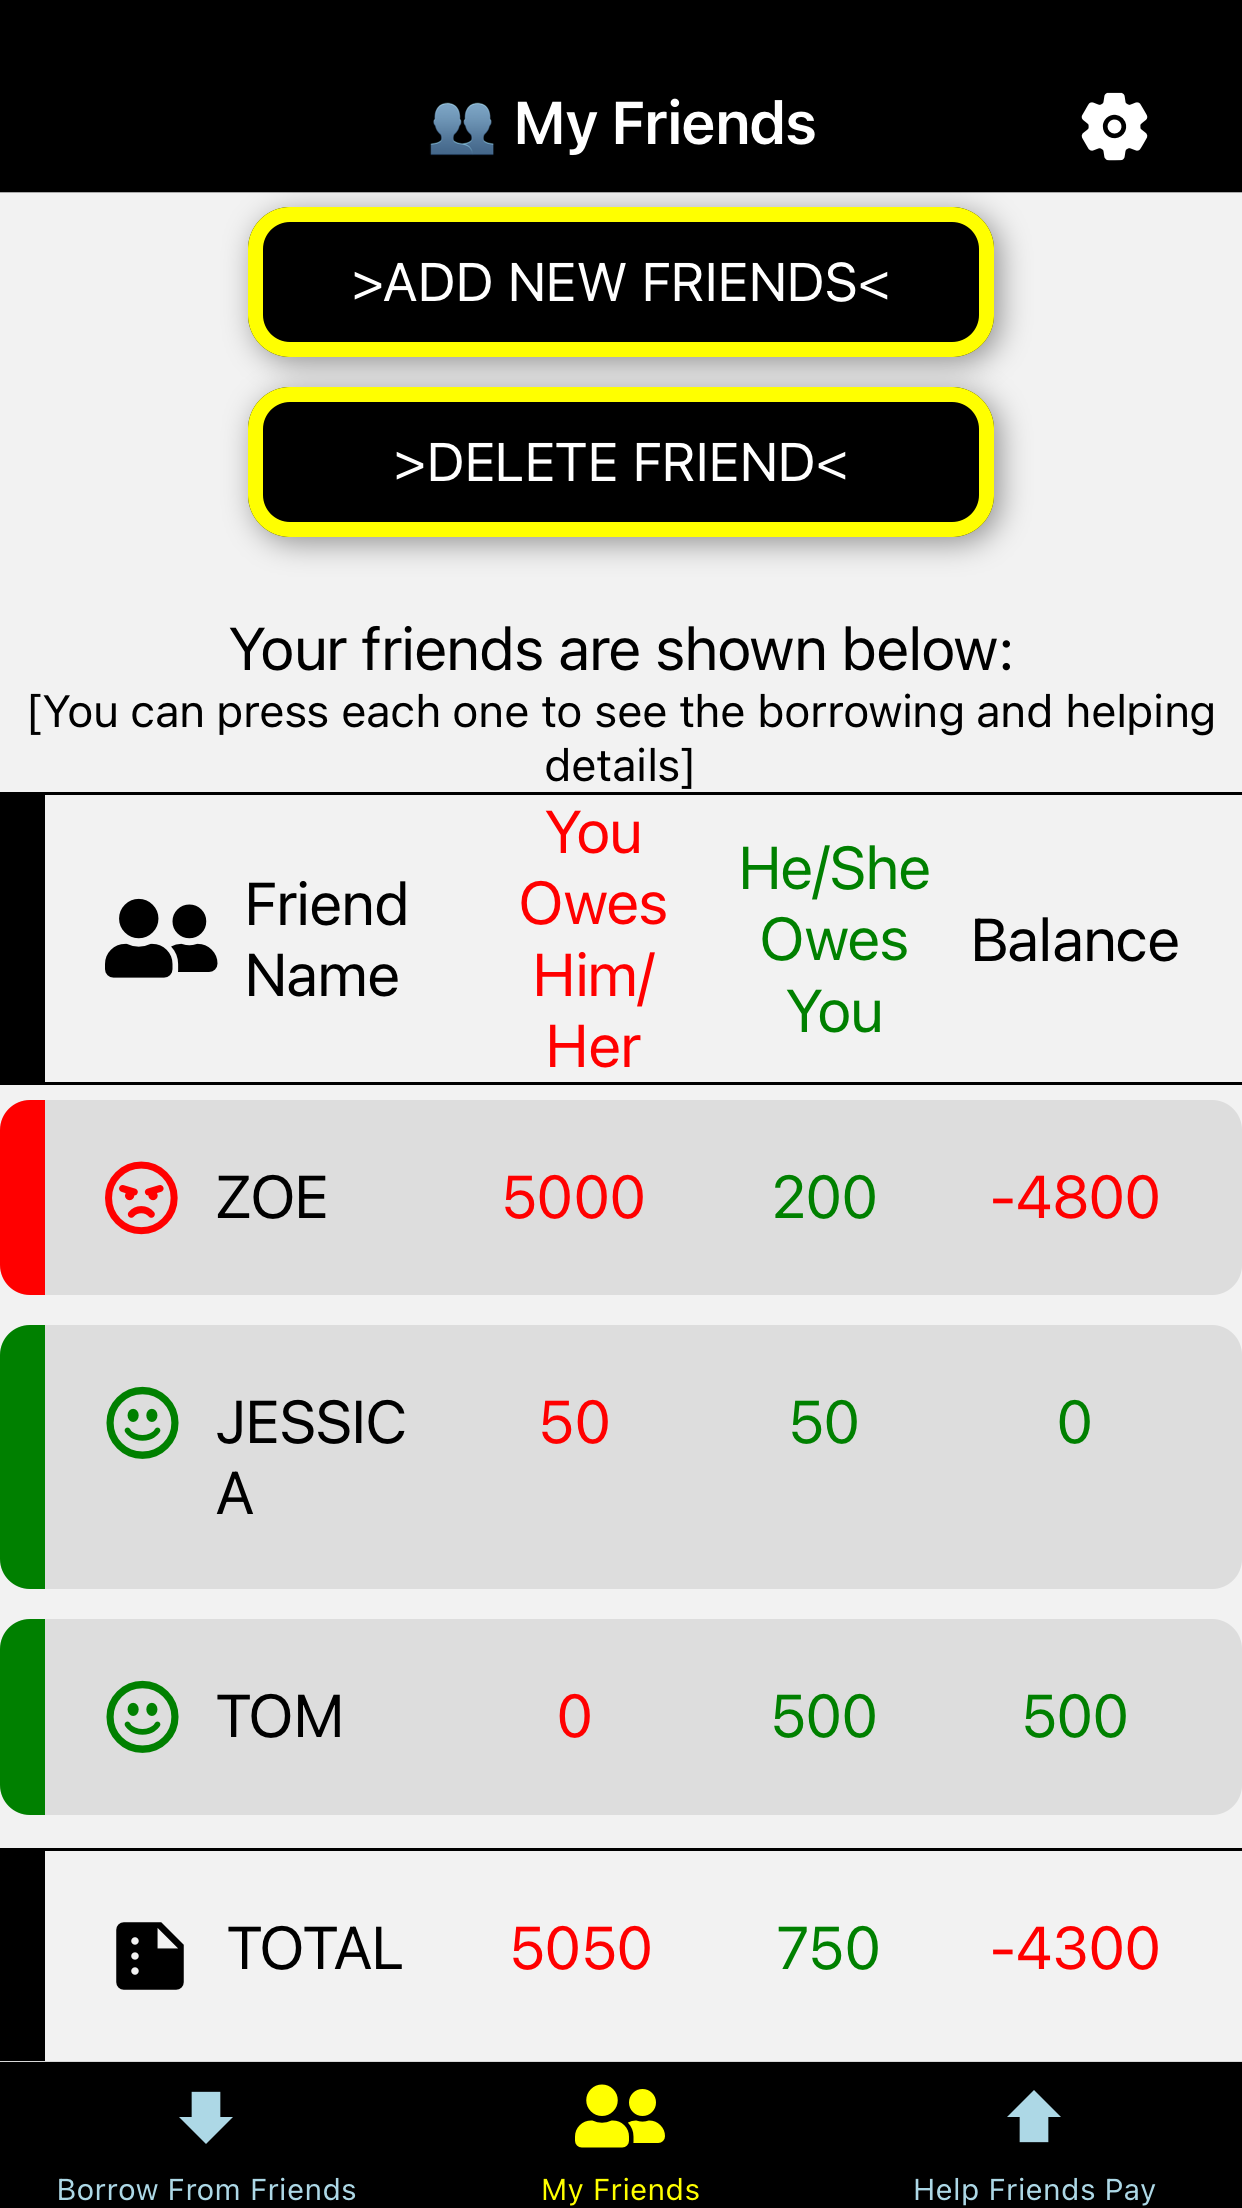 My Friends
>ADD NEW FRIENDS<
>DELETE FRIEND<
Your friends are shown below:
[You can press each one to see the borrowing and helping
details]
Friend
Name
You
Owes
Him/
Her
He/She
Owes
You
Balance
ZOE 5000 200 -4800
JESSIC 50 50 0
A
TOM 0 500 500
TOTAL 5050 750 -4300
Borrow From Friends My Friends Help Friends Pay